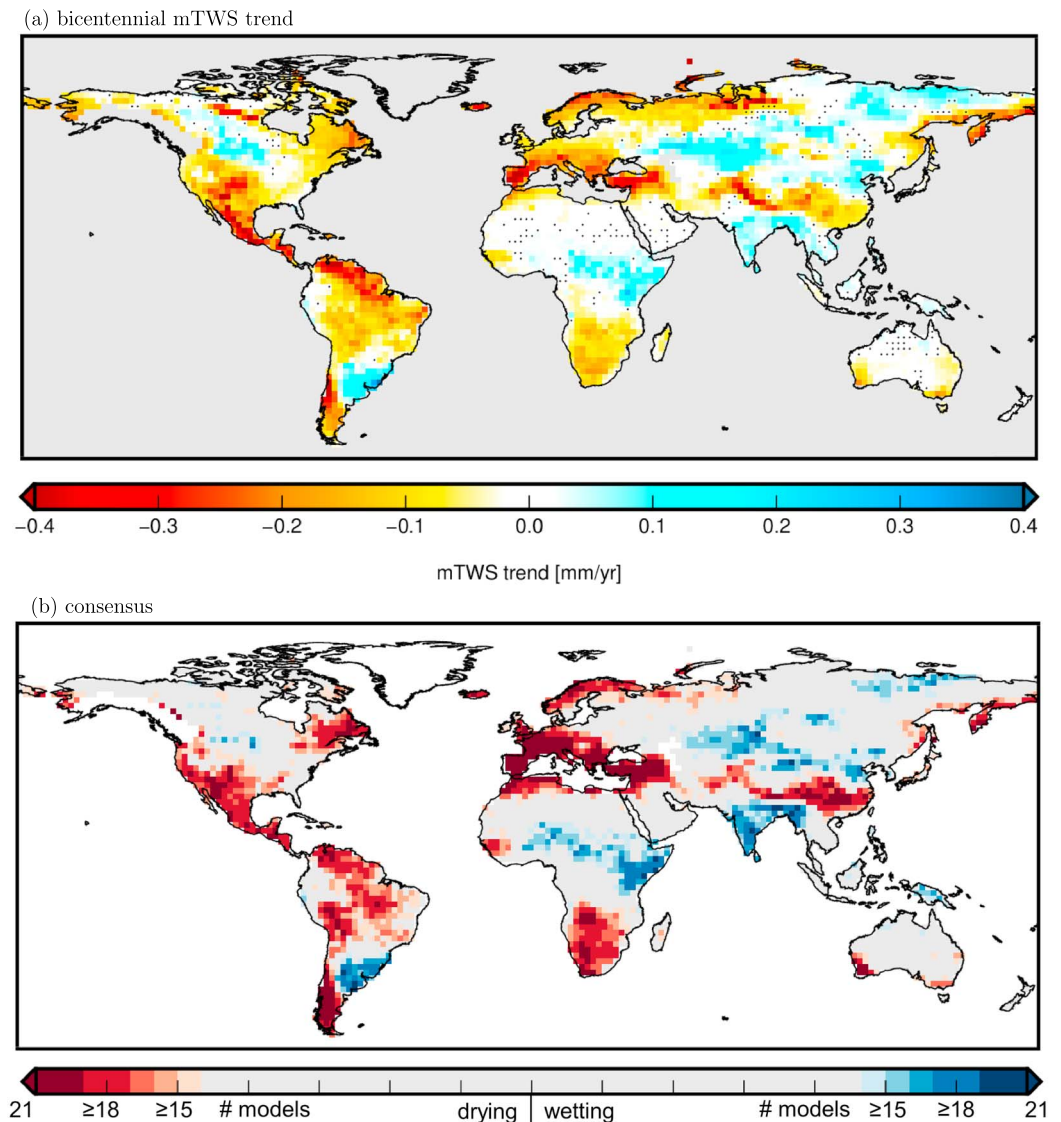 (a) bicentennial mTWS trend
−0.4 −0.3 −0.2 −0.1 0.0 0.1 0.2 0.3 0.4
mTWS trend [mm/yr]
(b) consensus
21 ≥18 ≥15 # models drying wetting # models ≥15 ≥18 21